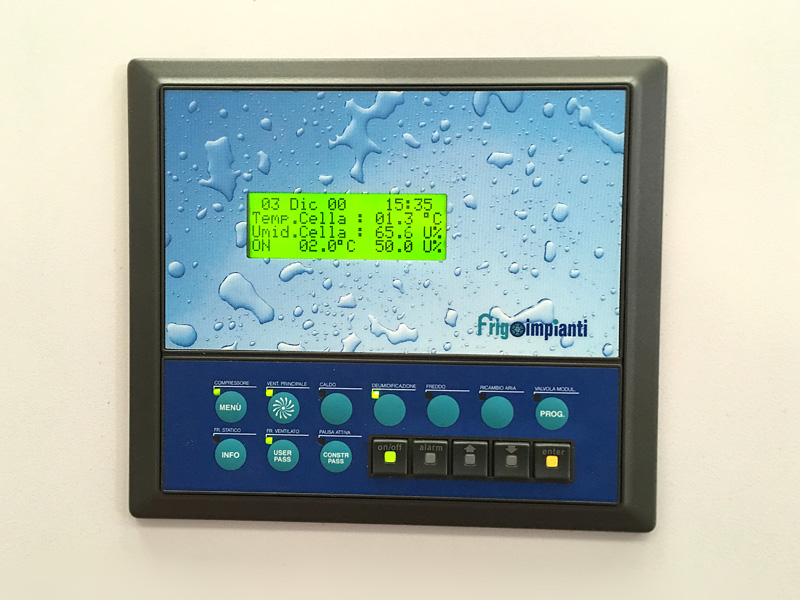 03 Dic 00 15:35
Temp.Cella : 01.3 °C
Umid.Cella : 65.6 U%
ON 02.0°C 50.0 U%
Frigoimpianti
COMPRESSORE VENT. PRINCIPALE CALDO DEUMIDIFICAZIONE FREDDO RICAMBIO ARIA VALVOLA MODUL.
MENÙ PROG.
FR. STATICO FR. VENTILATO PAUSA ATTIVA
on/off alarm enter
INFO USER PASS CONSTR PASS